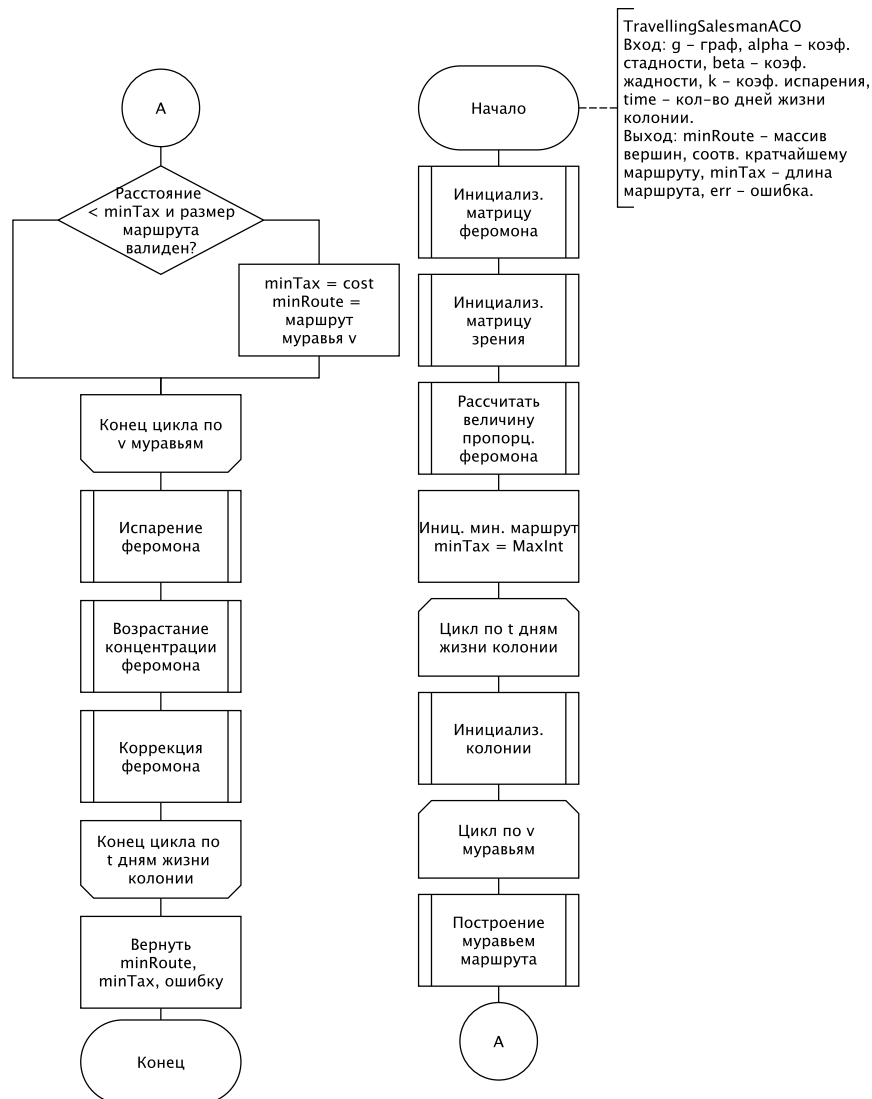 TravellingSalesmanACO
Вход: g – граф, alpha – коэф.
стадности, beta – коэф.
жадности, k – коэф. испарения,
time – кол-во дней жизни
колонии.
Выход: minRoute – массив
вершин, соотв. кратчайшему
маршруту, minTax – длина
маршрута, err – ошибка.
Начало
Инициализ.
матрицу
феромона
Инициализ.
матрицу
зрения
Рассчитать
величину
пропорц.
феромона
Иниц. мин. маршрут
minTax = MaxInt
Цикл по t дням
жизни колонии
Инициализ.
колонии
Цикл по v
муравьям
Построение
муравьем
маршрута
A
A
Расстояние
< minTax и размер
маршрута
валиден?
minTax = cost
minRoute =
маршрут
муравья v
Конец цикла по
v муравьям
Испарение
феромона
Возрастание
концентрации
феромона
Коррекция
феромона
Конец цикла по
t дням жизни
колонии
Вернуть
minRoute,
minTax, ошибку
Конец